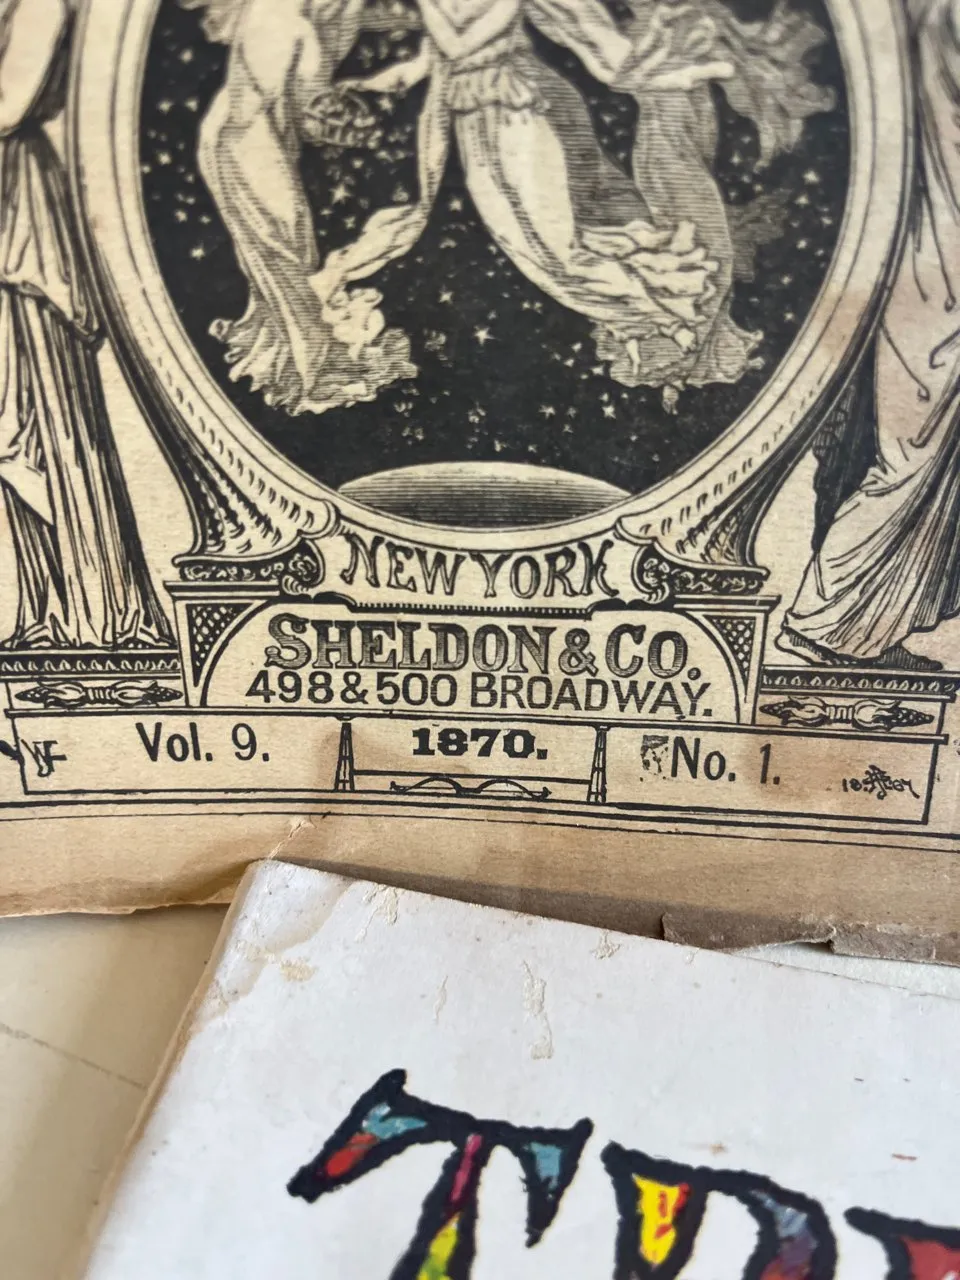 NEW YORK
SHELDON & CO.
498 & 500 BROADWAY.
Vol. 9. 1870. No. 1.